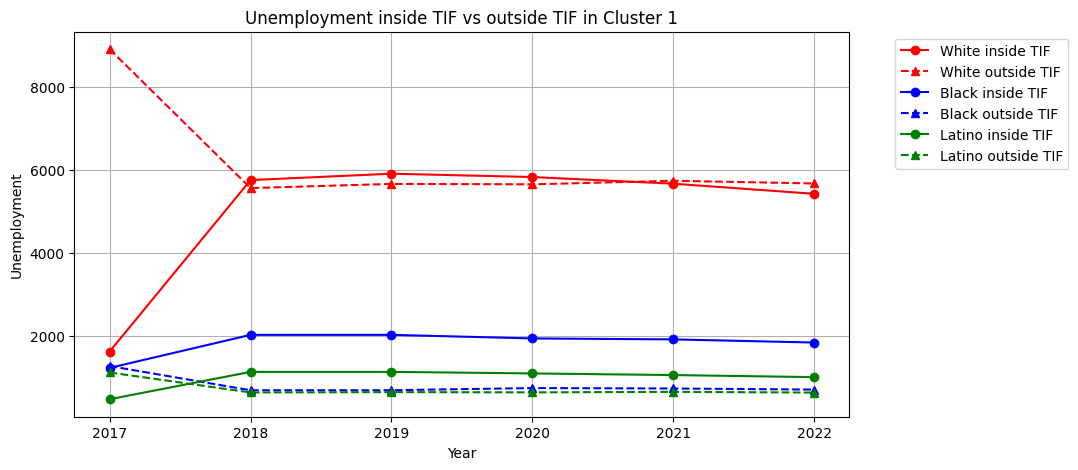 Unemployment inside TIF vs outside TIF in Cluster 1
White inside TIF
White outside TIF
Black inside TIF
Black outside TIF
Latino inside TIF
Latino outside TIF
Unemployment
8000
6000
4000
2000
2017 2018 2019 2020 2021 2022
Year